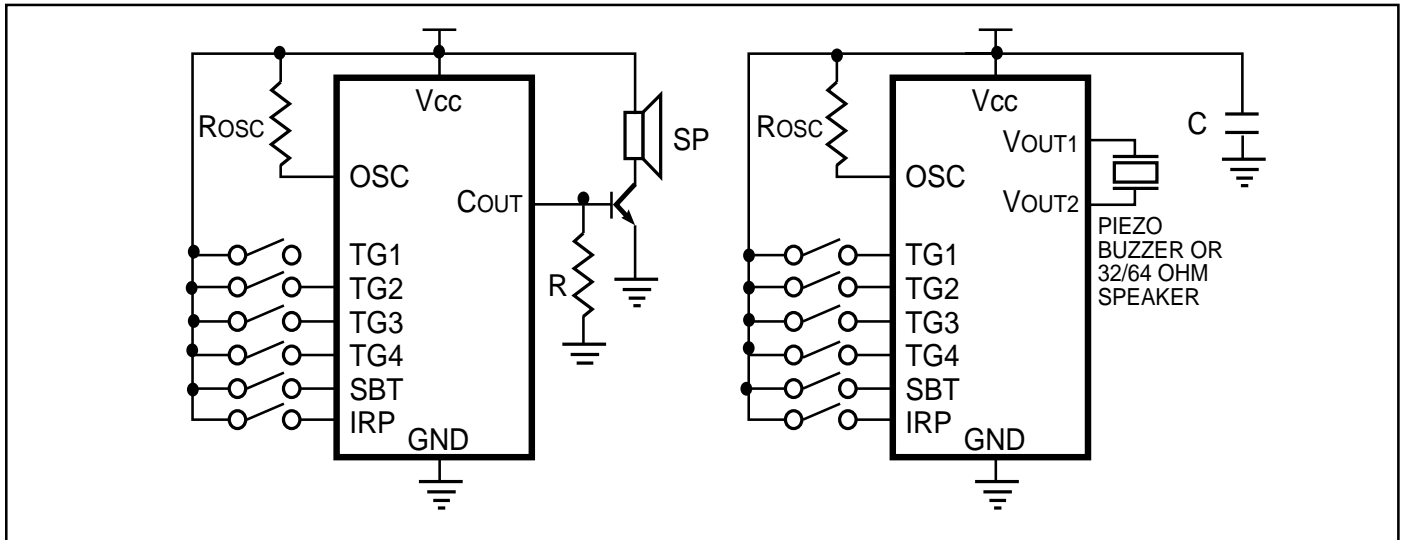 Vcc
ROSC
OSC
COUT
SP
TG1
TG2
TG3
TG4
SBT
IRP
R
GND
Vcc
ROSC
OSC
VOUT1
VOUT2
C
PIEZO
BUZZER OR
32/64 OHM
SPEAKER
TG1
TG2
TG3
TG4
SBT
IRP
GND